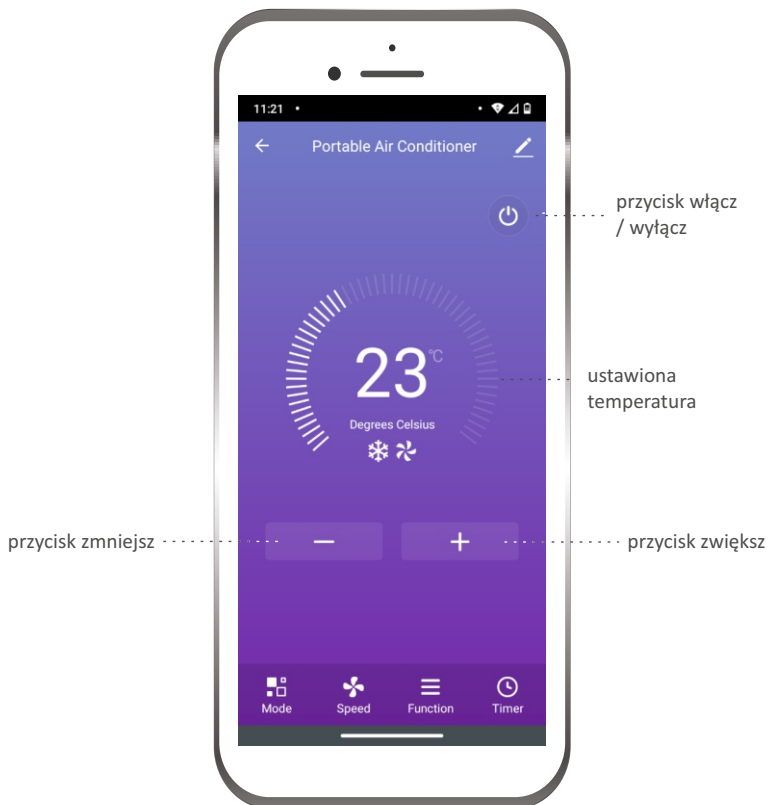 11:21
Portable Air Conditioner
przycisk włącz
/ wyłącz
23 °C
ustawiona
temperatura
Degrees Celsius
przycisk zmniejsz
przycisk zwiększ
Mode Speed Function Timer